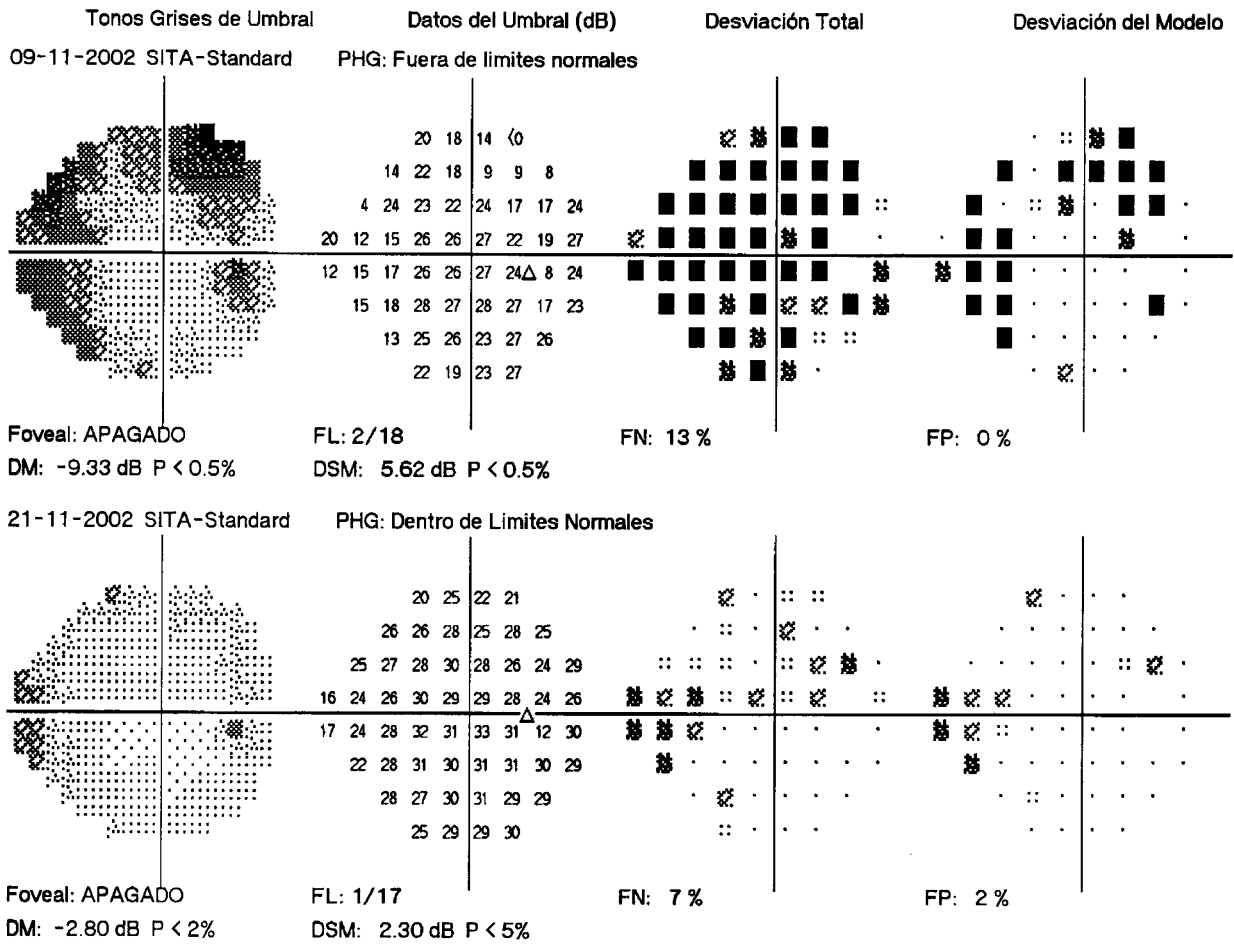 Tonos Grises de Umbral Datos del Umbral (dB) Desviación Total Desviación del Modelo
09-11-2002 SITA-Standard PHG: Fuera de limites normales
20 18 14 <0
14 22 18 9 9 8
4 24 23 22 24 17 17 24
20 12 15 26 26 27 22 19 27
12 15 17 26 26 27 24 8 24
15 18 28 27 28 27 17 23
13 25 26 23 27 26
22 19 23 27
Foveal: APAGADO FL: 2/18 FN: 13 % FP: 0 %
DM: -9.33 dB P < 0.5% DSM: 5.62 dB P < 0.5%
21-11-2002 SITA-Standard PHG: Dentro de Limites Normales
20 25 22 21
26 26 28 25 28 25
25 27 28 30 28 26 24 29
16 24 26 30 29 29 28 24 26
17 24 28 32 31 33 31 12 30
22 28 31 30 31 31 30 29
28 27 30 31 29 29
25 29 29 30
Foveal: APAGADO FL: 1/17 FN: 7 % FP: 2 %
DM: -2.80 dB P < 2% DSM: 2.30 dB P < 5%